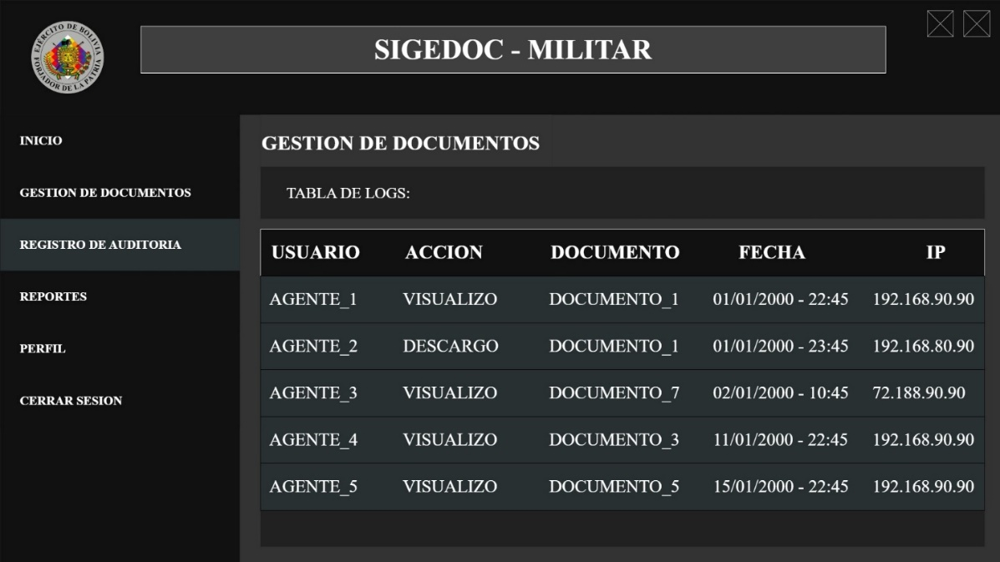 EJÉRCITO DE BOLIVIA
FORJADOR DE LA PATRIA
SIGEDOC - MILITAR
INICIO
GESTION DE DOCUMENTOS
REGISTRO DE AUDITORIA
REPORTES
PERFIL
CERRAR SESION
GESTION DE DOCUMENTOS
TABLA DE LOGS:
USUARIO ACCION DOCUMENTO FECHA IP
AGENTE_1 VISUALIZO DOCUMENTO_1 01/01/2000 - 22:45 192.168.90.90
AGENTE_2 DESCARGO DOCUMENTO_1 01/01/2000 - 23:45 192.168.80.90
AGENTE_3 VISUALIZO DOCUMENTO_7 02/01/2000 - 10:45 72.188.90.90
AGENTE_4 VISUALIZO DOCUMENTO_3 11/01/2000 - 22:45 192.168.90.90
AGENTE_5 VISUALIZO DOCUMENTO_5 15/01/2000 - 22:45 192.168.90.90